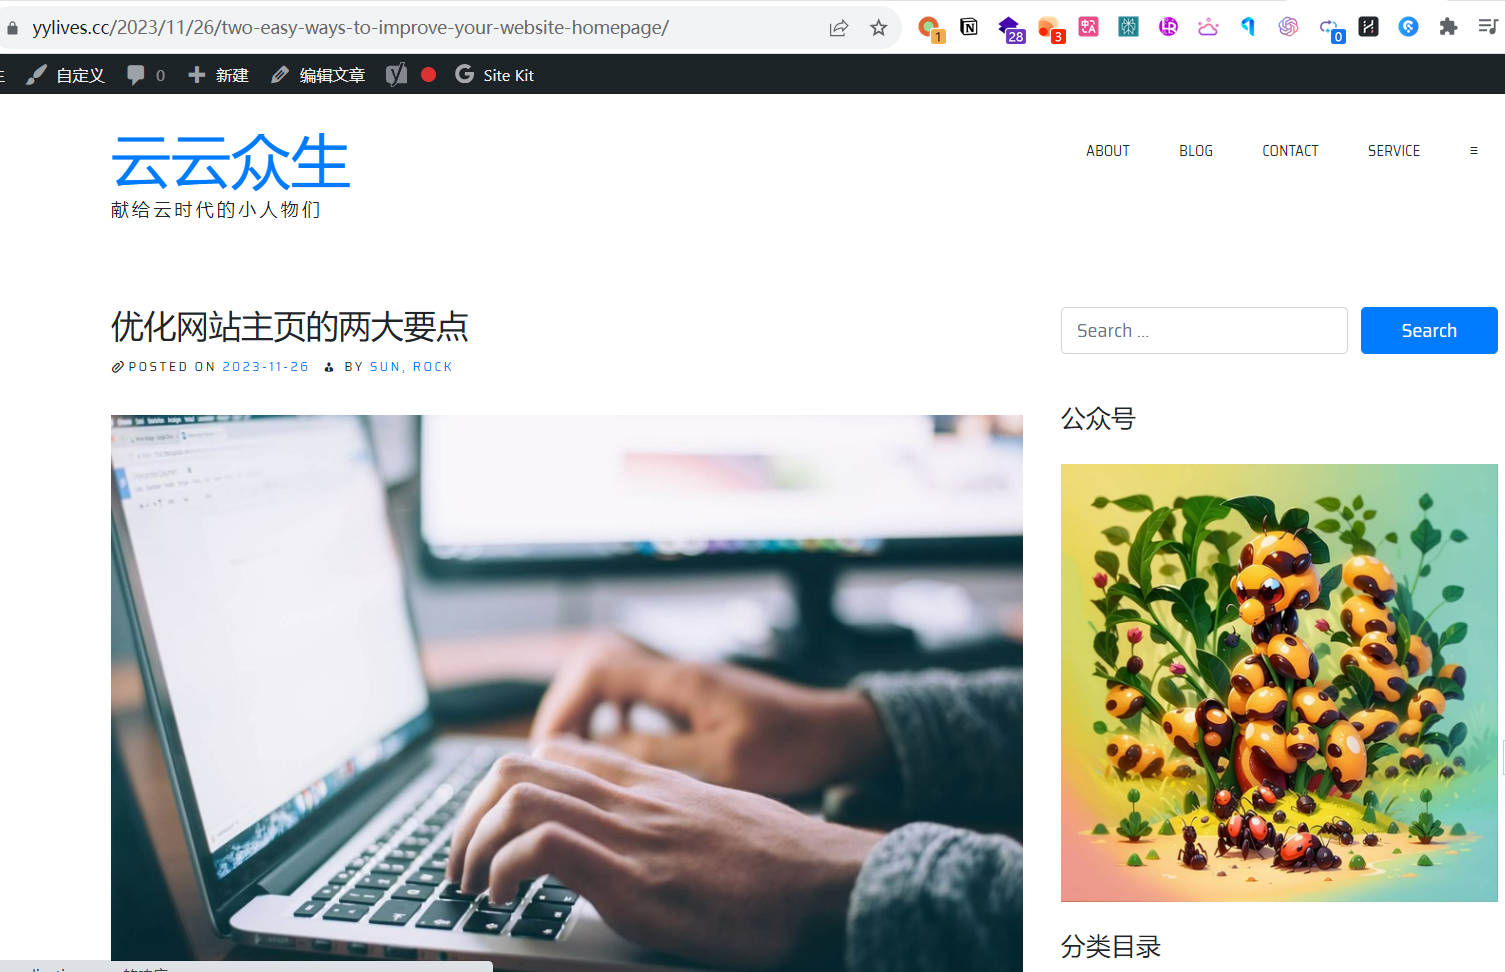 yylives.cc/2023/11/26/two-easy-ways-to-improve-your-website-homepage/
1
28
3
0
自定义 0 新建 编辑文章 Site Kit
云云众生
献给云时代的小人物们
ABOUT BLOG CONTACT SERVICE ≡
优化网站主页的两大要点
POSTED ON 2023-11-26 BY SUN, ROCK
Search ...
Search
公众号
分类目录